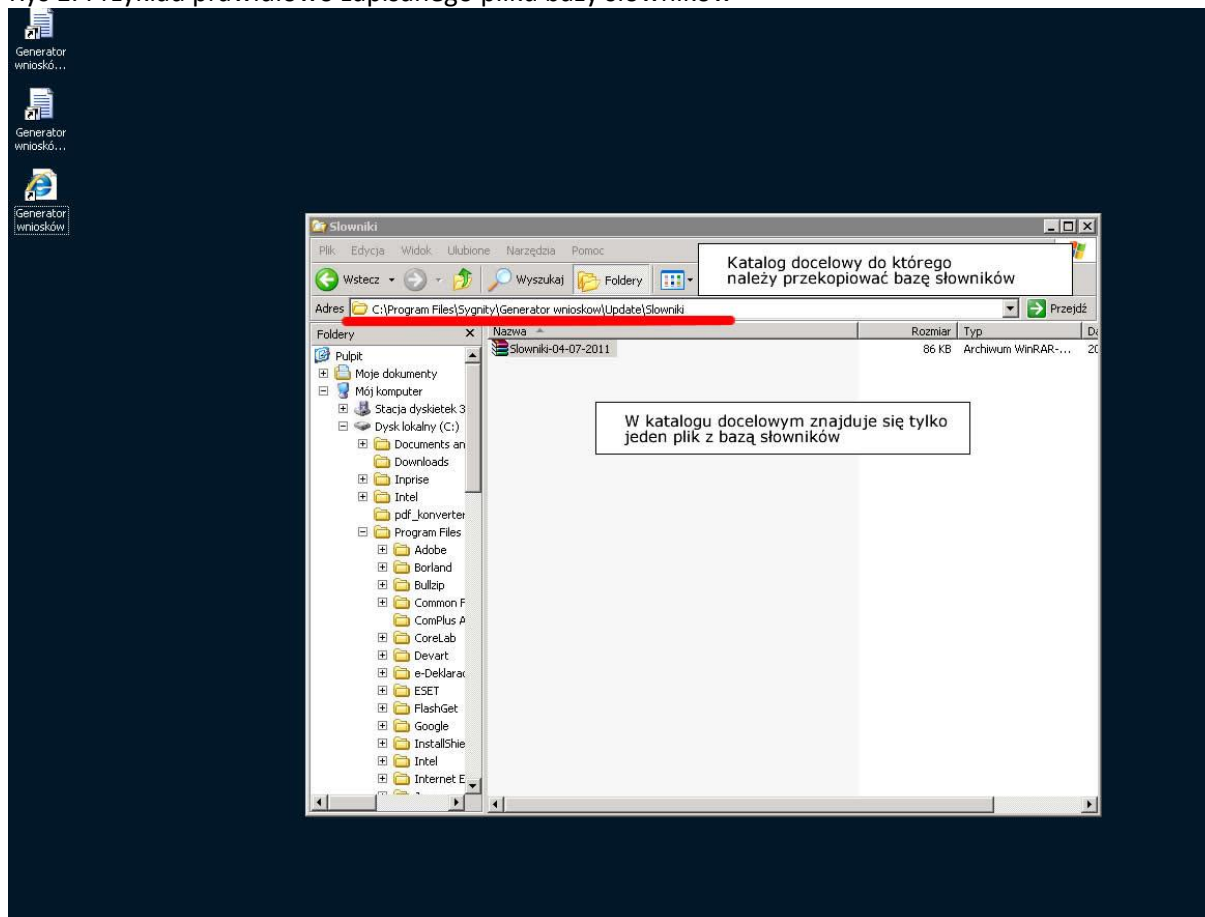 Generator
wnioskó...
Generator
wnioskó...
Generator
wniosków
Slowniki
Plik Edycja Widok Ulubione Narzędzia Pomoc
Katalog docelowy do którego
należy przekopiować bazę słowników
Wstecz Wyszukaj Foldery
Adres C:\Program Files\Sygnity\Generator wnioskow\Update\Slowniki Przejdź
Foldery Nazwa Rozmiar Typ
Pulpit Slowniki-04-07-2011 86 KB Archiwum WinRAR-...
Moje dokumenty
Mój komputer
Stacja dyskietek 3
Dysk lokalny (C:)
W katalogu docelowym znajduje się tylko
jeden plik z bazą słowników
Documents an
Downloads
Inprise
Intel
pdf_konverter
Program Files
Adobe
Borland
Bullzip
Common F
ComPlus A
CoreLab
Devart
e-Deklarac
ESET
FlashGet
Google
InstallShie
Intel
Internet E